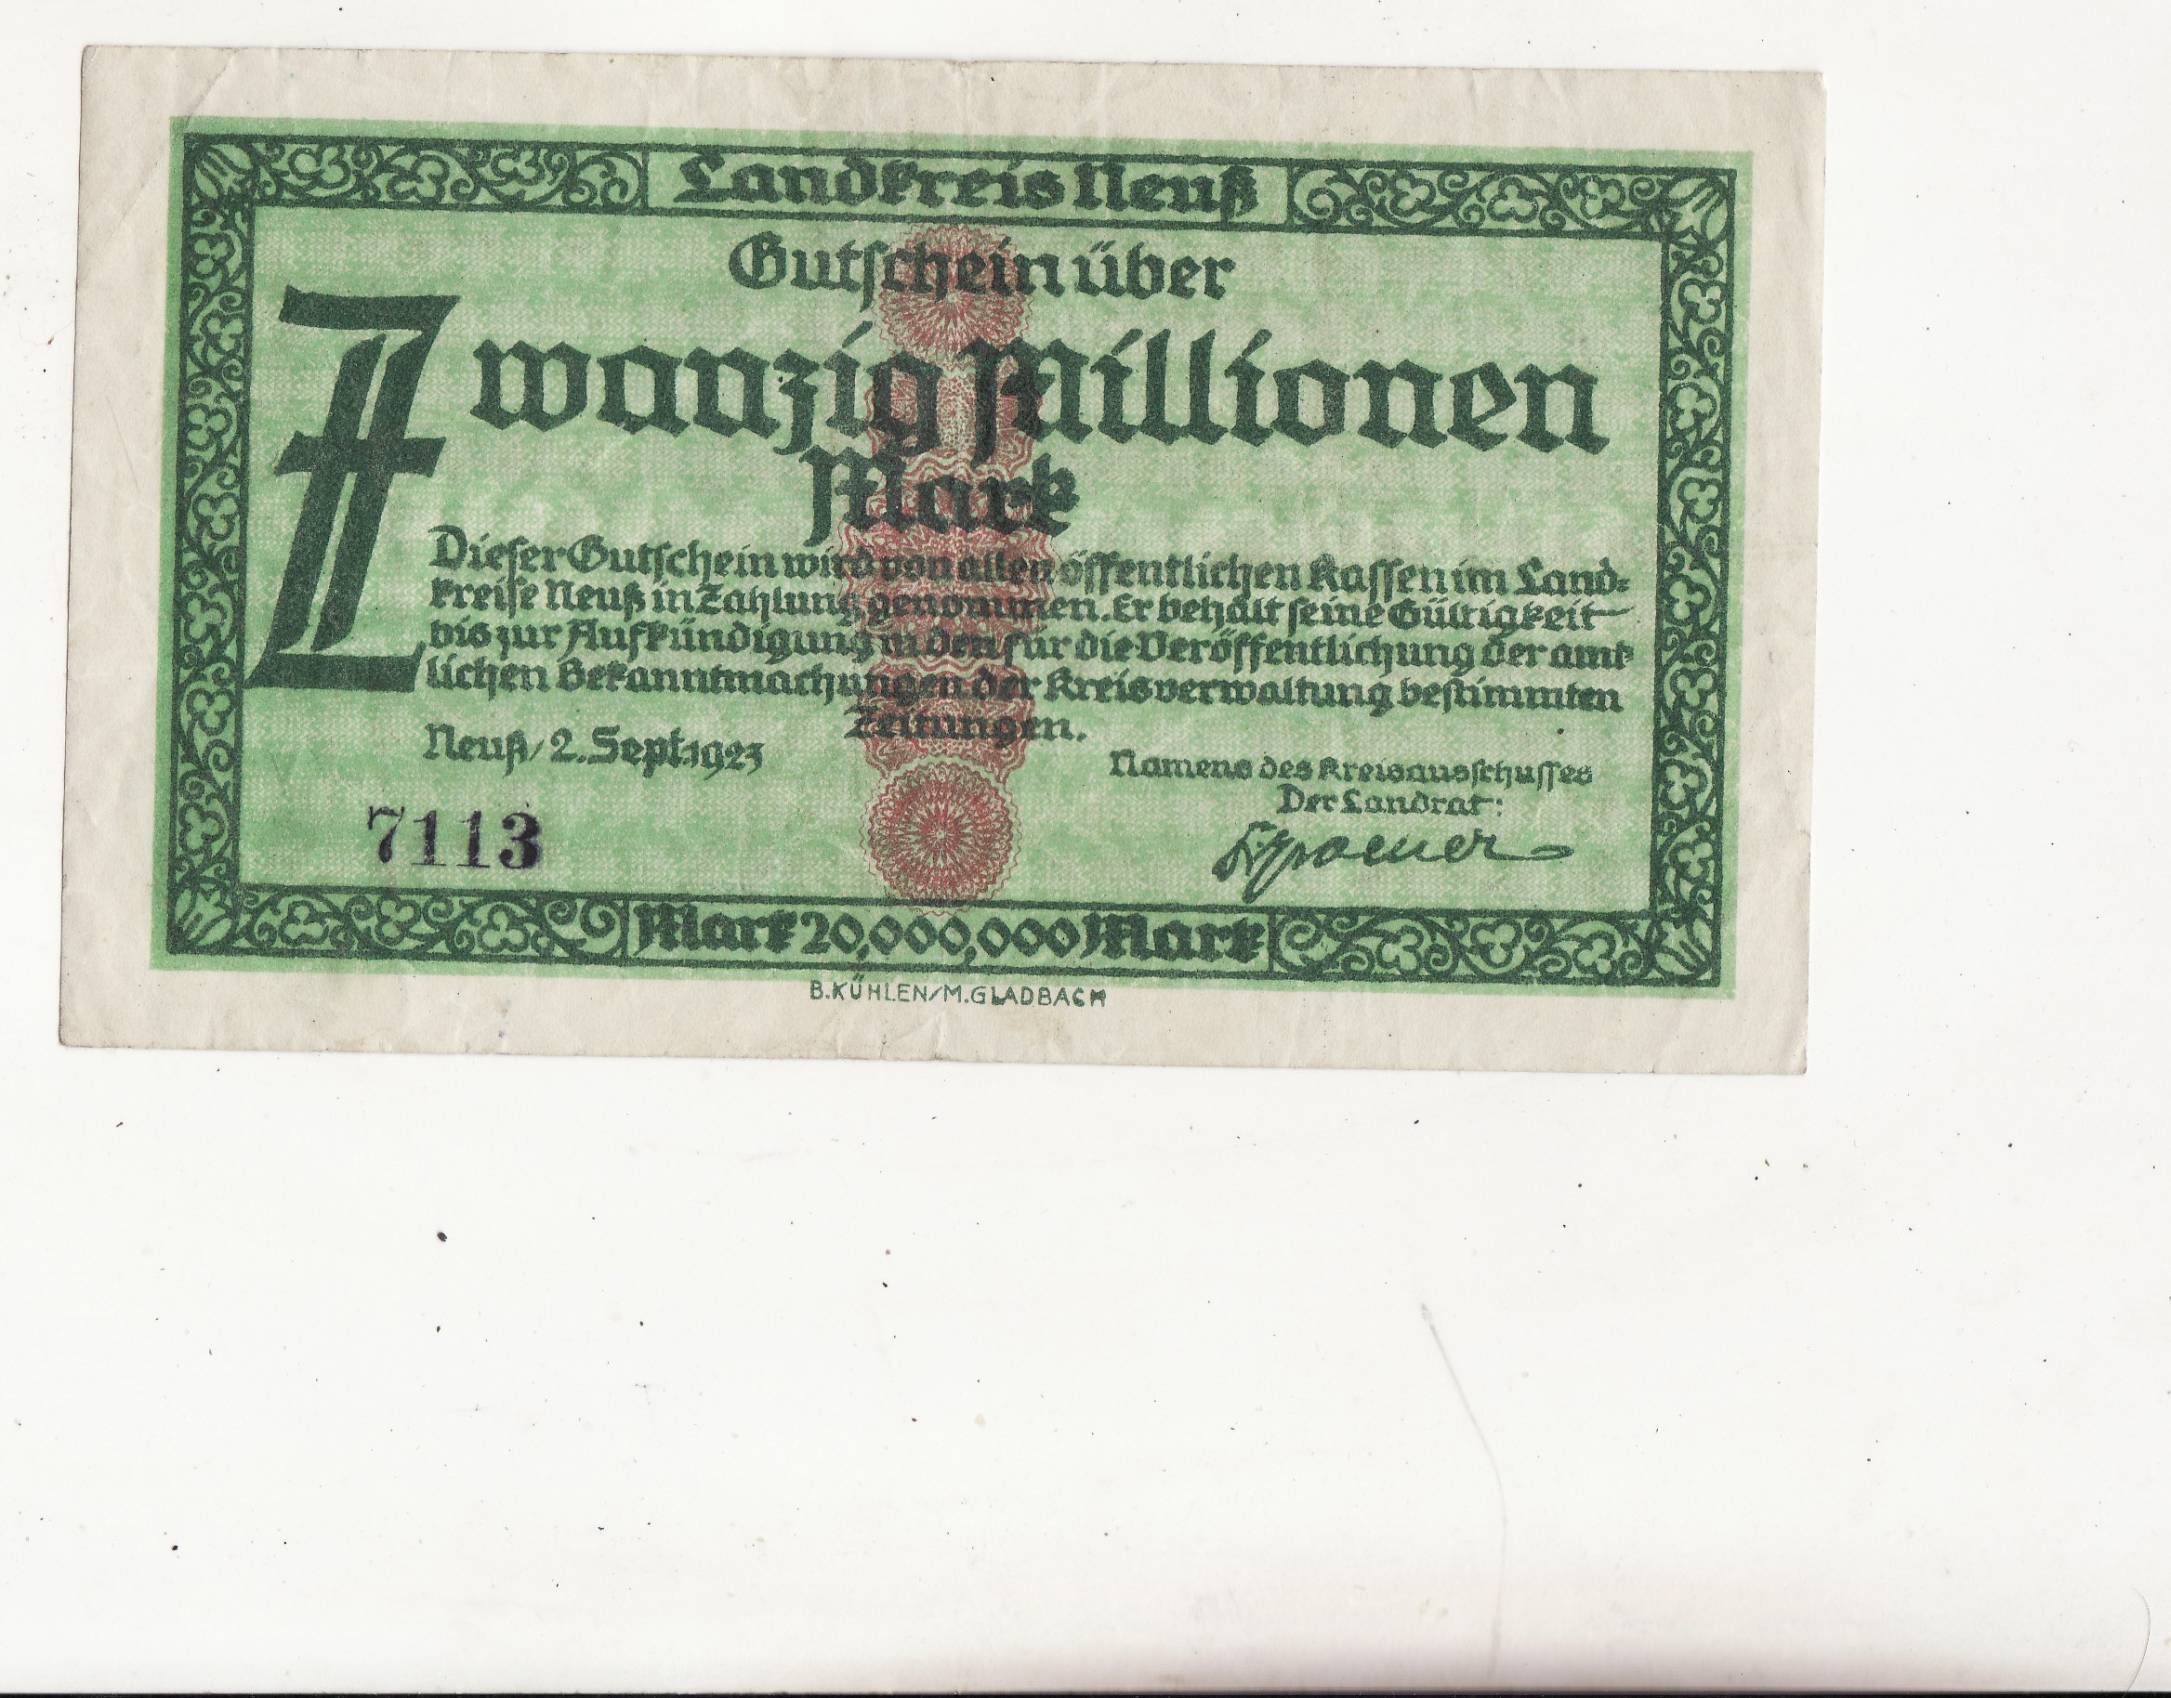 Landkreis Neuß
Gutschein über
Zwanzig Millionen
Mark
Dieser Gutschein wird von allen öffentlichen Kassen im Land-
kreise Neuß in Zahlung genommen. Er behält seine Gültigkeit
bis zur Aufkündigung in den für die Veröffentlichung der amt-
lichen Bekanntmachungen der Kreisverwaltung bestimmten
Zeitungen.
Neuß, 2. Sept. 1923
Namens des Kreisausschusses
Der Landrat:
7113
Mark 20,000,000 Mark
B. KÜHLEN/M. GLADBACH